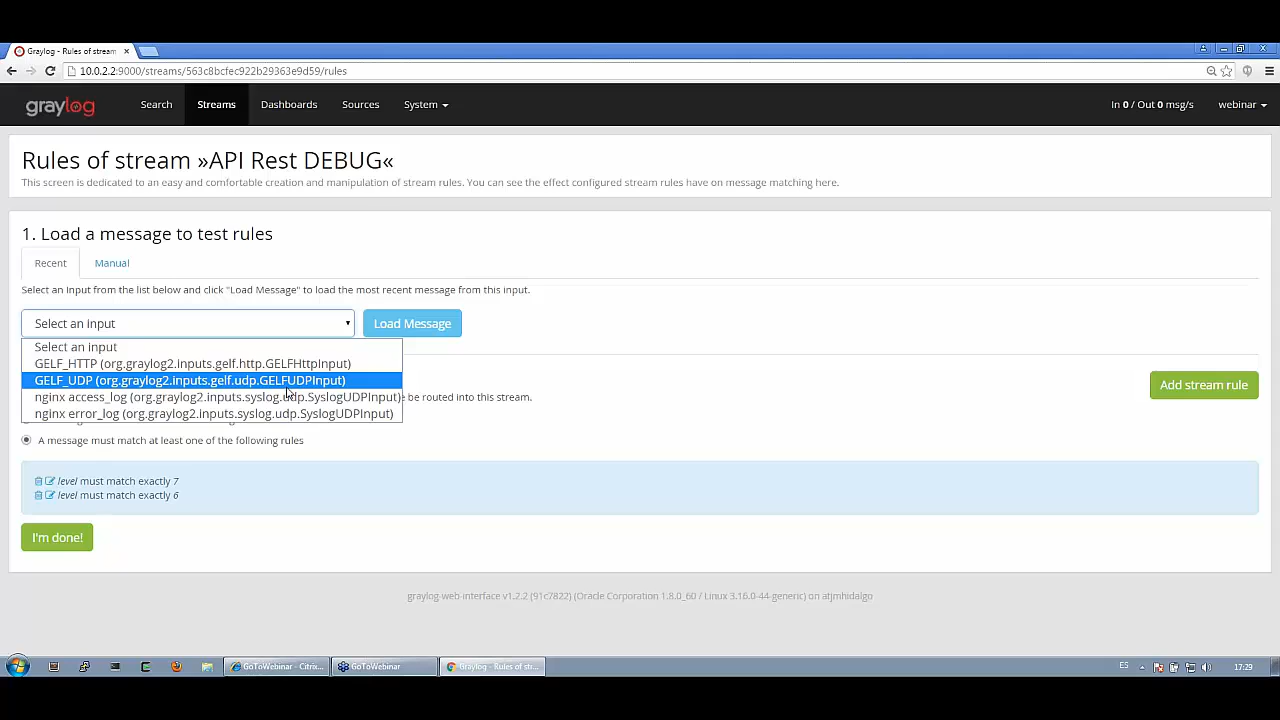 Graylog - Rules of stream
10.0.2.2:9000/streams/563c8bcfec922b29363e9d59/rules
graylog Search Streams Dashboards Sources System In 0 / Out 0 msg/s webinar
Rules of stream »API Rest DEBUG«
This screen is dedicated to an easy and comfortable creation and manipulation of stream rules. You can see the effect configured stream rules have on message matching here.
1. Load a message to test rules
Recent Manual
Select an Input from the list below and click "Load Message" to load the most recent message from this input.
Select an input Load Message
Select an input
GELF_HTTP (org.graylog2.inputs.gelf.http.GELFHttpInput)
GELF_UDP (org.graylog2.inputs.gelf.udp.GELFUDPInput)
Add stream rule
nginx access_log (org.graylog2.inputs.syslog.udp.SyslogUDPInput) e be routed into this stream.
nginx error_log (org.graylog2.inputs.syslog.udp.SyslogUDPInput)
A message must match at least one of the following rules
level must match exactly 7
level must match exactly 6
I'm done!
graylog-web-interface v1.2.2 (91c7822) (Oracle Corporation 1.8.0_60 / Linux 3.16.0-44-generic) on atjmhidalgo
GoToWebinar - Citrix... GoToWebinar Graylog - Rules of str... ES 17:29